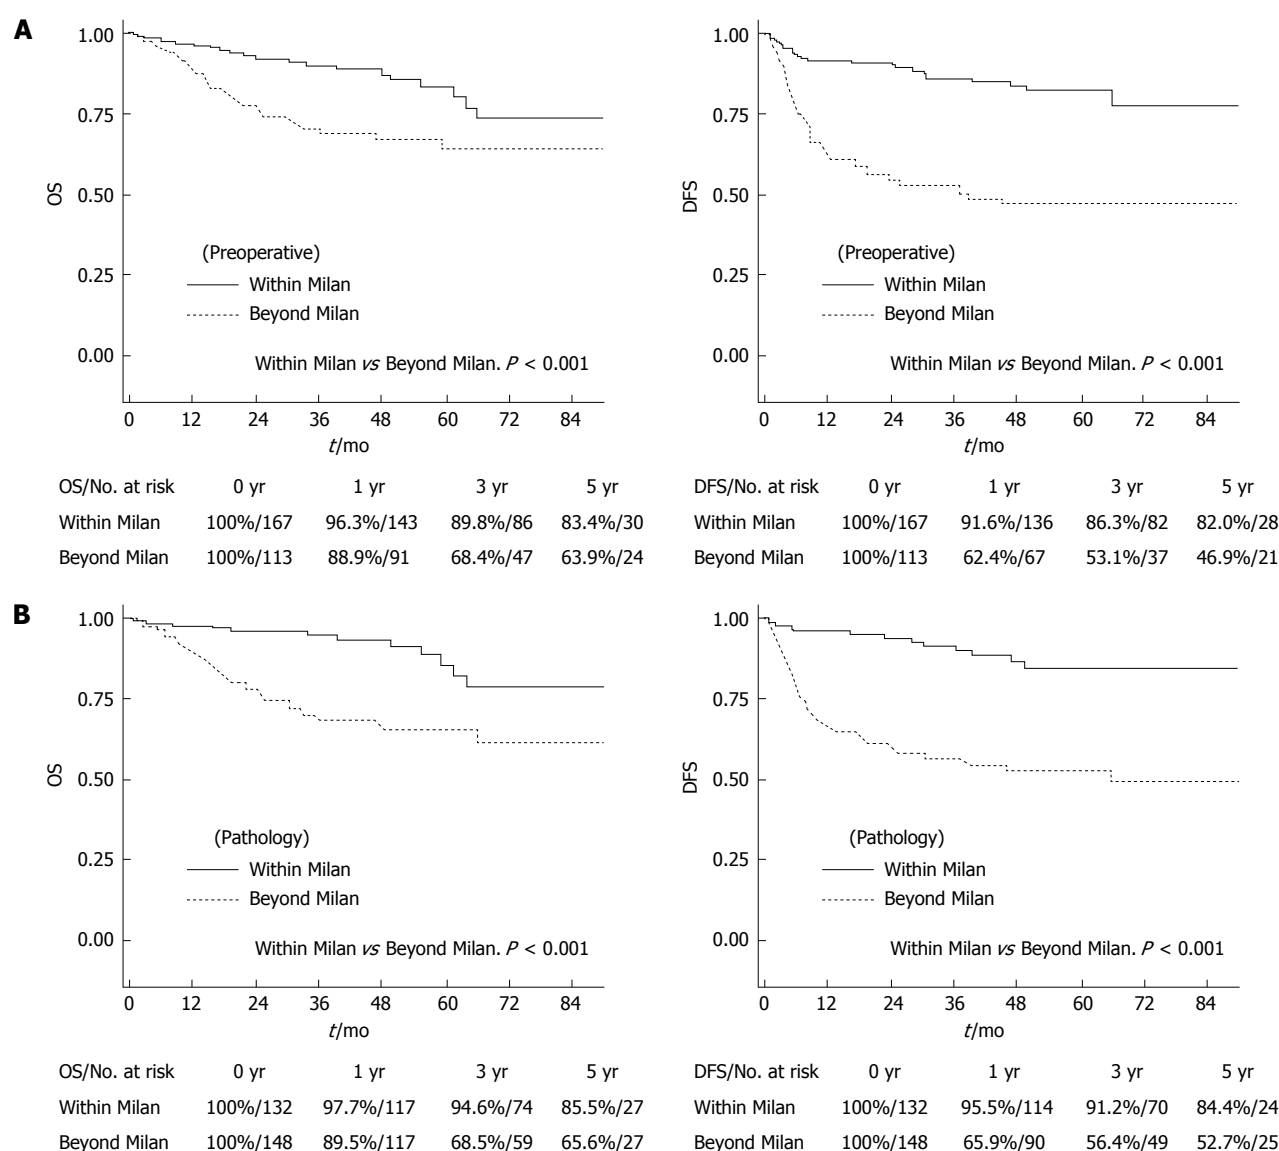 A
1.00
0.75
0.50
0.25
0.00
OS
(Preoperative)
Within Milan
Beyond Milan
Within Milan vs Beyond Milan. P < 0.001
0 12 24 36 48 60 72 84
t/mo
OS/No. at risk 0 yr 1 yr 3 yr 5 yr
Within Milan 100%/167 96.3%/143 89.8%/86 83.4%/30
Beyond Milan 100%/113 88.9%/91 68.4%/47 63.9%/24
1.00
0.75
0.50
0.25
0.00
DFS
(Preoperative)
Within Milan
Beyond Milan
Within Milan vs Beyond Milan. P < 0.001
0 12 24 36 48 60 72 84
t/mo
DFS/No. at risk 0 yr 1 yr 3 yr 5 yr
Within Milan 100%/167 91.6%/136 86.3%/82 82.0%/28
Beyond Milan 100%/113 62.4%/67 53.1%/37 46.9%/21
B
1.00
0.75
0.50
0.25
0.00
OS
(Pathology)
Within Milan
Beyond Milan
Within Milan vs Beyond Milan. P < 0.001
0 12 24 36 48 60 72 84
t/mo
OS/No. at risk 0 yr 1 yr 3 yr 5 yr
Within Milan 100%/132 97.7%/117 94.6%/74 85.5%/27
Beyond Milan 100%/148 89.5%/117 68.5%/59 65.6%/27
1.00
0.75
0.50
0.25
0.00
DFS
(Pathology)
Within Milan
Beyond Milan
Within Milan vs Beyond Milan. P < 0.001
0 12 24 36 48 60 72 84
t/mo
DFS/No. at risk 0 yr 1 yr 3 yr 5 yr
Within Milan 100%/132 95.5%/114 91.2%/70 84.4%/24
Beyond Milan 100%/148 65.9%/90 56.4%/49 52.7%/25